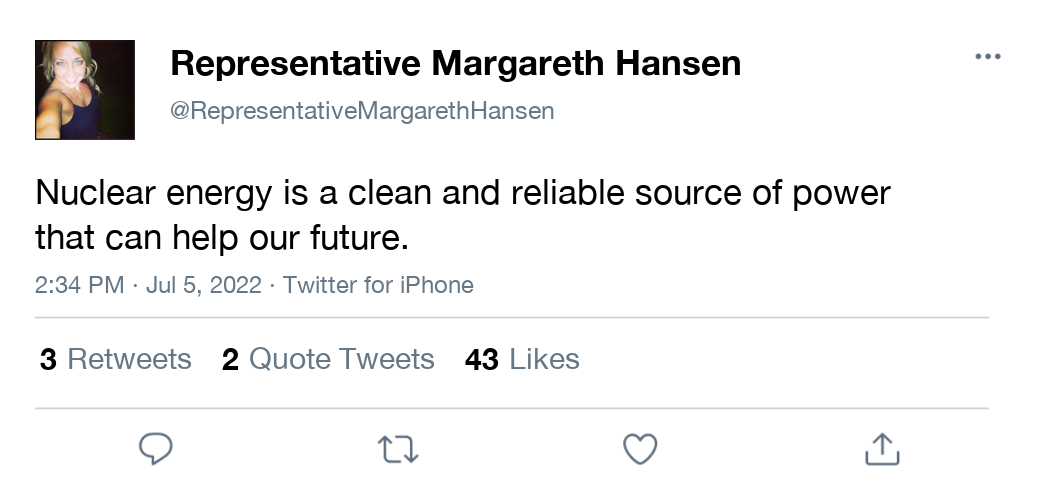 Representative Margareth Hansen
@RepresentativeMargarethHansen
Nuclear energy is a clean and reliable source of power
that can help our future.
2:34 PM · Jul 5, 2022 · Twitter for iPhone
3 Retweets 2 Quote Tweets 43 Likes